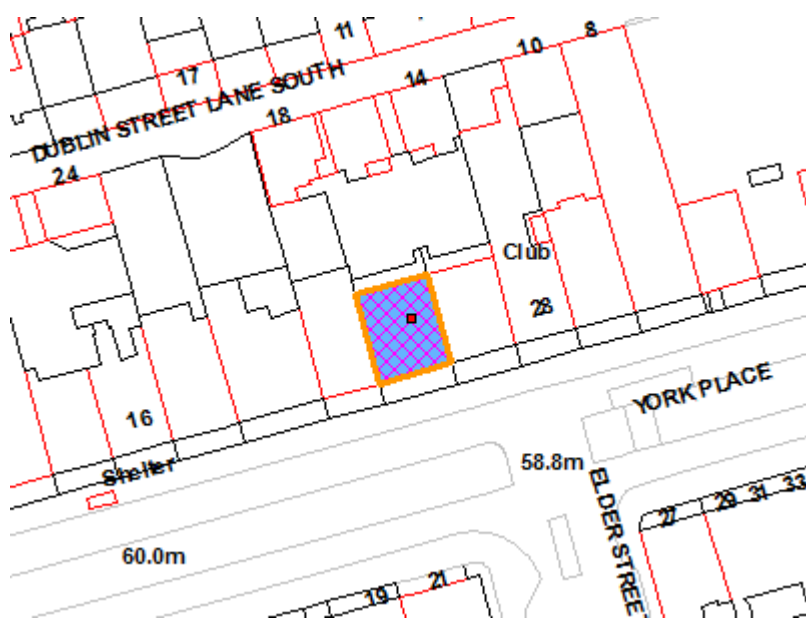 11
10
8
17
14
DUBLIN STREET LANE SOUTH
18
24
Club
28
YORK PLACE
16
Shelter
58.8m
ELDER STREET
27
29
31
33
60.0m
19
21